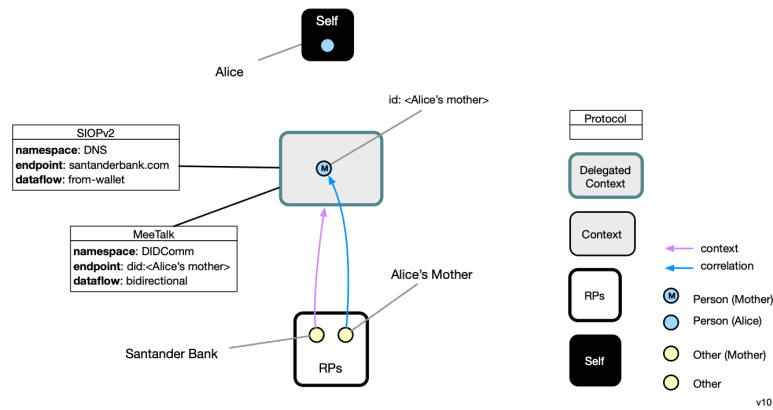 Self
Alice
id: <Alice's mother>
SIOPv2
namespace: DNS
endpoint: santanderbank.com
dataflow: from-wallet
M
MeeTalk
namespace: DIDComm
endpoint: did:<Alice's mother>
dataflow: bidirectional
Alice's Mother
Santander Bank
RPs
Protocol
Delegated
Context
Context
RPs
Self
context
correlation
M
Person (Mother)
Person (Alice)
Other (Mother)
Other
v10